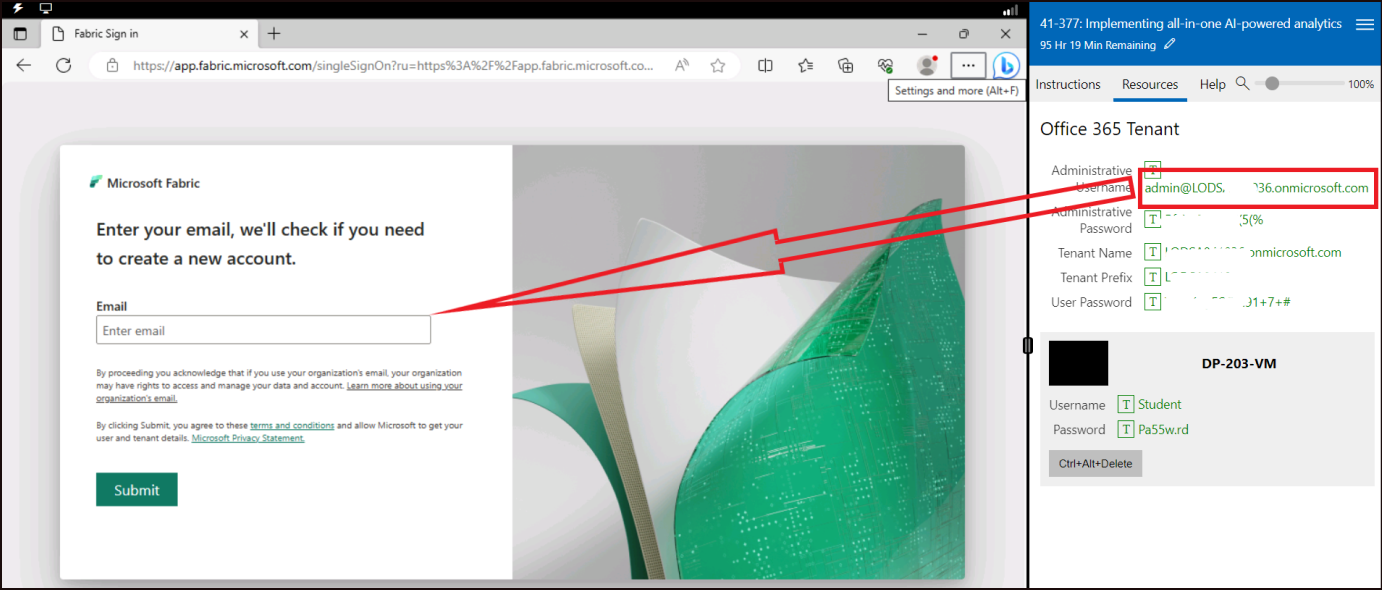 Fabric Sign in
https://app.fabric.microsoft.com/singleSignOn?ru=https%3A%2F%2Fapp.fabric.microsoft.co...
Settings and more (Alt+F)
Microsoft Fabric
Enter your email, we'll check if you need
to create a new account.
Email
Enter email
By proceeding you acknowledge that if you use your organization's email, your organization
may have rights to access and manage your data and account. Learn more about using your
organization's email.
By clicking Submit, you agree to these terms and conditions and allow Microsoft to get your
user and tenant details. Microsoft Privacy Statement.
Submit
41-377: Implementing all-in-one AI-powered analytics
95 Hr 19 Min Remaining
Instructions Resources Help 100%
Office 365 Tenant
Administrative T
Username admin@LODS 036.onmicrosoft.com
Administrative
Password T (5(%
Tenant Name T onmicrosoft.com
Tenant Prefix T
User Password T 91+7+#
DP-203-VM
Username T Student
Password T Pa55w.rd
Ctrl+Alt+Delete